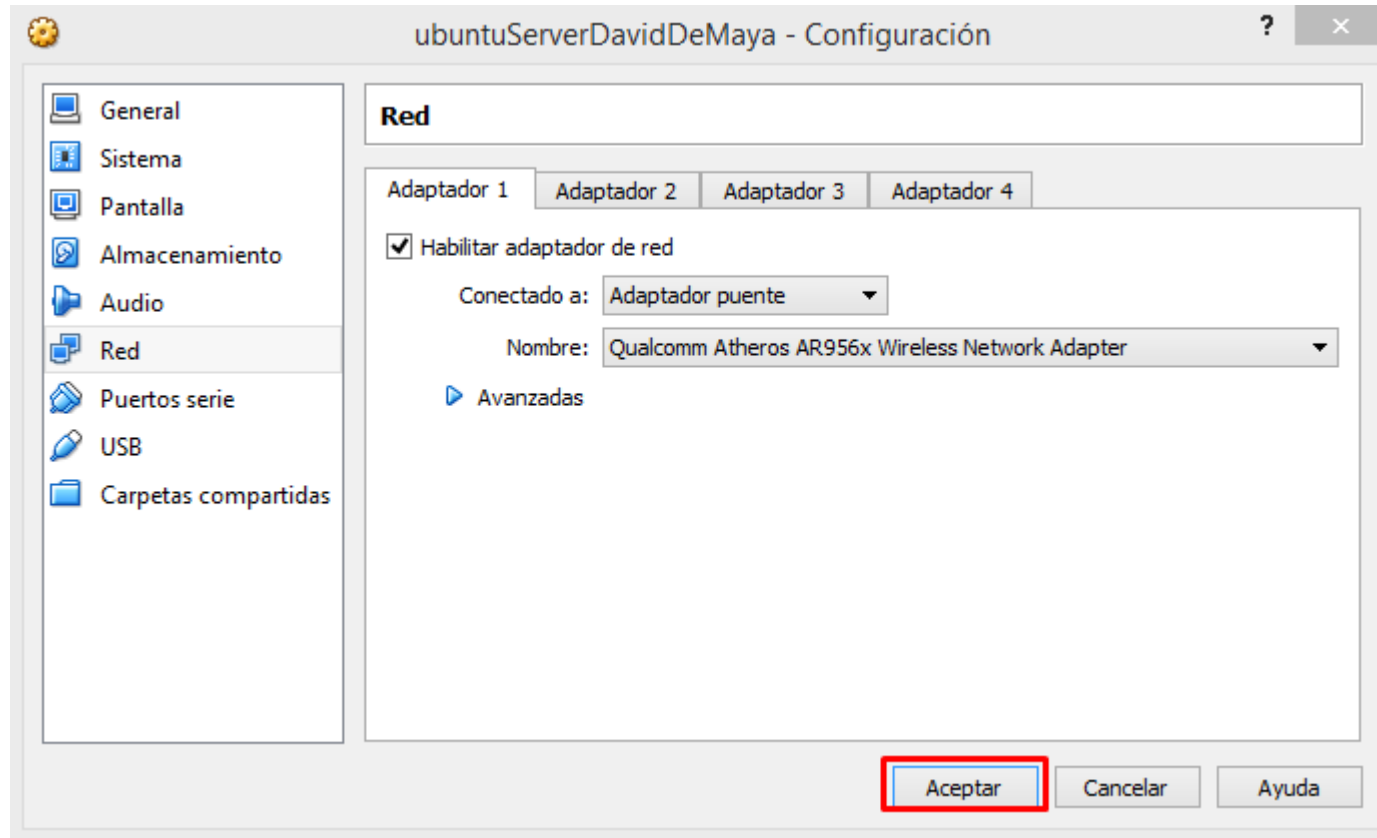 ubuntuServerDavidDeMaya - Configuración
?
×
General
Sistema
Pantalla
Almacenamiento
Audio
Red
Puertos serie
USB
Carpetas compartidas
Red
Adaptador 1
Adaptador 2
Adaptador 3
Adaptador 4
Habilitar adaptador de red
Conectado a: Adaptador puente
Nombre: Qualcomm Atheros AR956x Wireless Network Adapter
Avanzadas
Aceptar
Cancelar
Ayuda